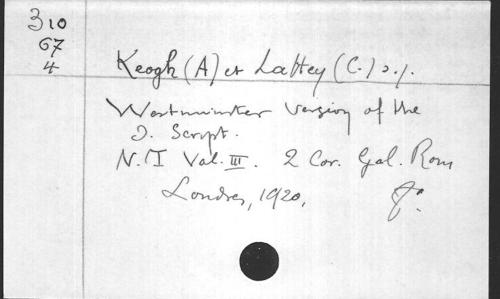 310
67
4
Keogh (A) et Lattey (C.) s.j.
Westminster Version of the
S. Script.
N.T Vol. III. 2 Cor. Gal. Rom
Londres, 1920,